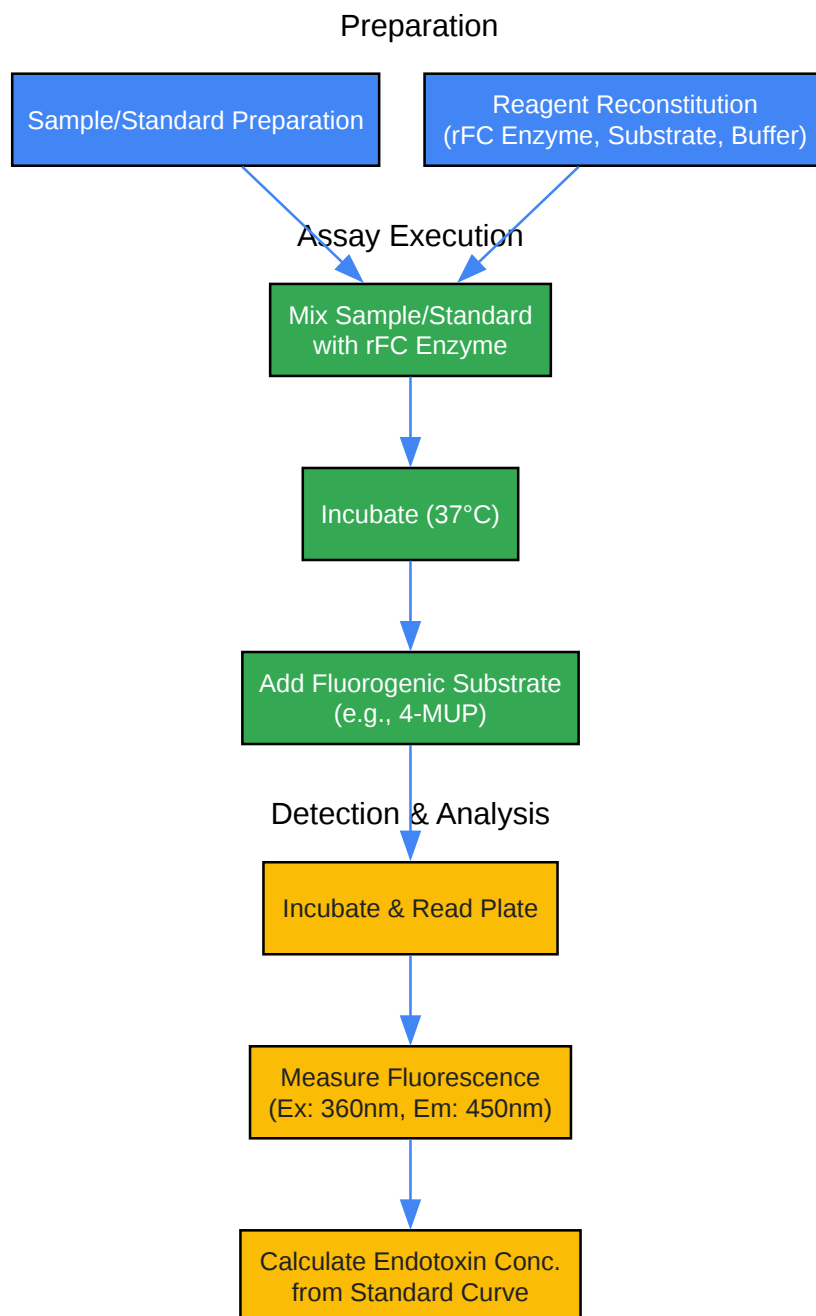 Preparation
Sample/Standard Preparation
Reagent Reconstitution
(rFC Enzyme, Substrate, Buffer)
Assay Execution
Mix Sample/Standard
with rFC Enzyme
Incubate (37°C)
Add Fluorogenic Substrate
(e.g., 4-MUP)
Detection & Analysis
Incubate & Read Plate
Measure Fluorescence
(Ex: 360nm, Em: 450nm)
Calculate Endotoxin Conc.
from Standard Curve